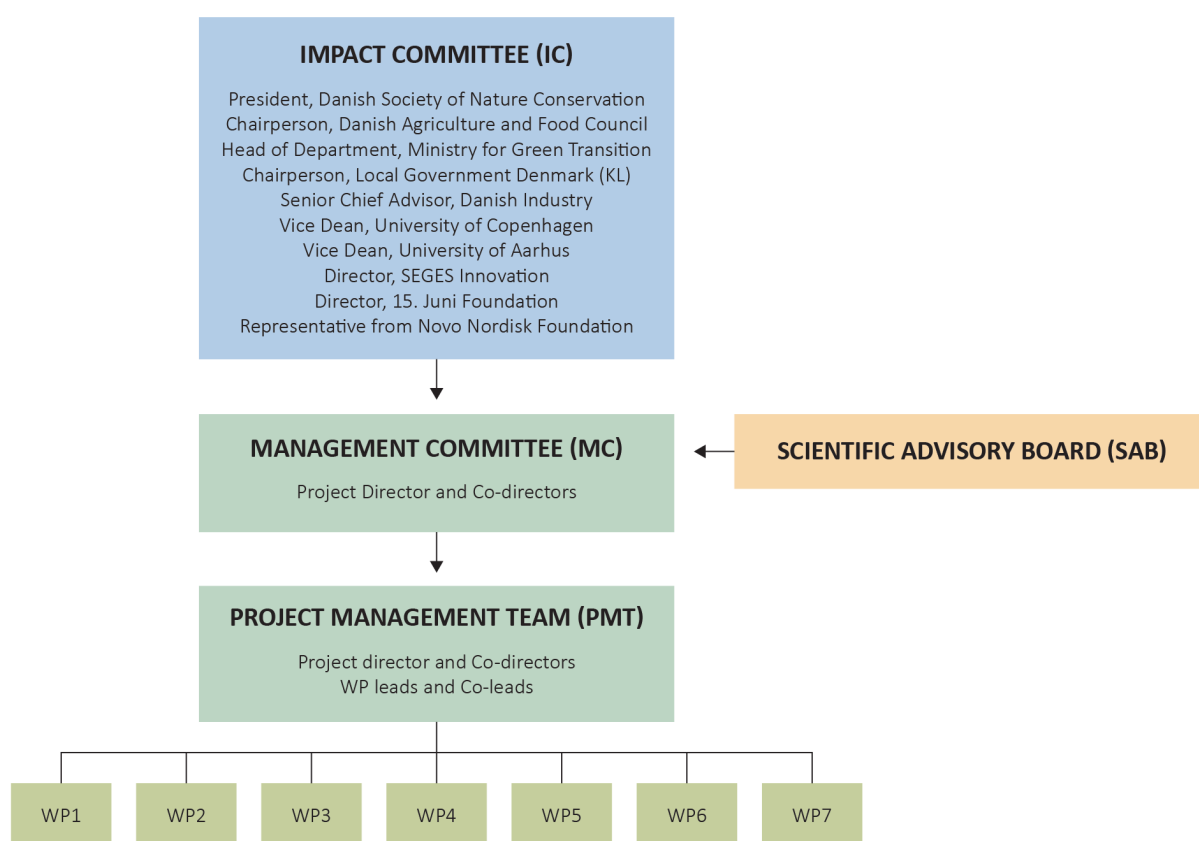 IMPACT COMMITTEE (IC)
President, Danish Society of Nature Conservation
Chairperson, Danish Agriculture and Food Council
Head of Department, Ministry for Green Transition
Chairperson, Local Government Denmark (KL)
Senior Chief Advisor, Danish Industry
Vice Dean, University of Copenhagen
Vice Dean, University of Aarhus
Director, SEGES Innovation
Director, 15. Juni Foundation
Representative from Novo Nordisk Foundation
MANAGEMENT COMMITTEE (MC)
Project Director and Co-directors
SCIENTIFIC ADVISORY BOARD (SAB)
PROJECT MANAGEMENT TEAM (PMT)
Project director and Co-directors
WP leads and Co-leads
WP1
WP2
WP3
WP4
WP5
WP6
WP7